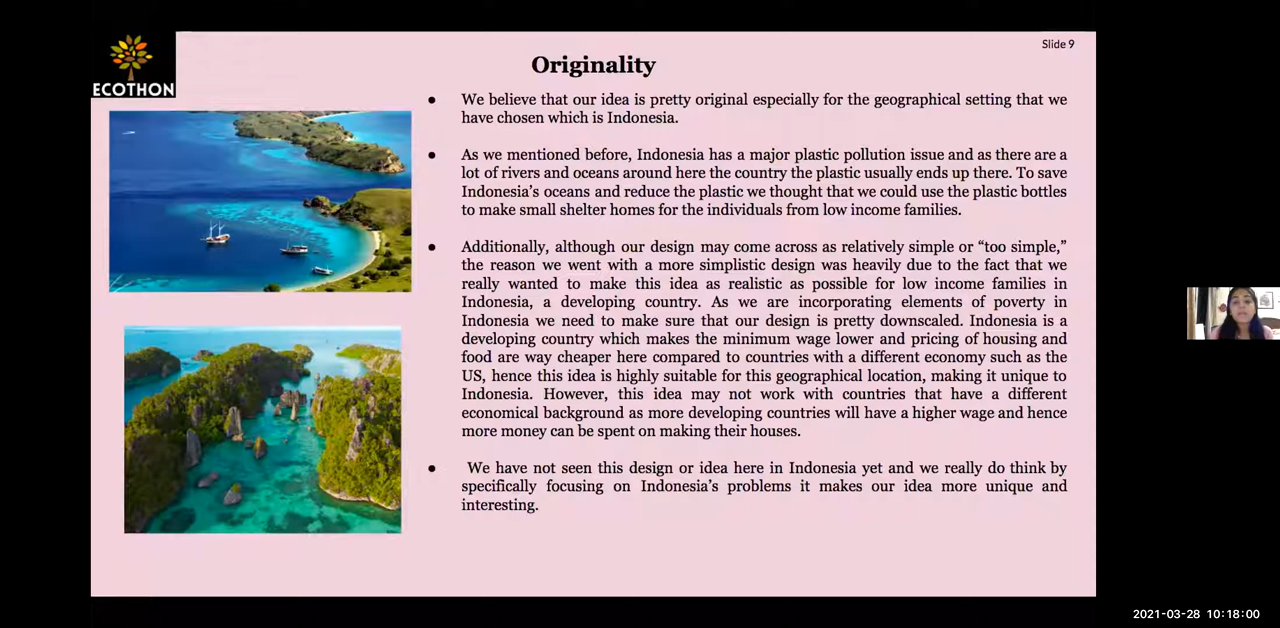 ECOTHON
Slide 9
Originality
● We believe that our idea is pretty original especially for the geographical setting that we
have chosen which is Indonesia.
● As we mentioned before, Indonesia has a major plastic pollution issue and as there are a
lot of rivers and oceans around here the country the plastic usually ends up there. To save
Indonesia's oceans and reduce the plastic we thought that we could use the plastic bottles
to make small shelter homes for the individuals from low income families.
● Additionally, although our design may come across as relatively simple or “too simple,”
the reason we went with a more simplistic design was heavily due to the fact that we
really wanted to make this idea as realistic as possible for low income families in
Indonesia, a developing country. As we are incorporating elements of poverty in
Indonesia we need to make sure that our design is pretty downscaled. Indonesia is a
developing country which makes the minimum wage lower and pricing of housing and
food are way cheaper here compared to countries with a different economy such as the
US, hence this idea is highly suitable for this geographical location, making it unique to
Indonesia. However, this idea may not work with countries that have a different
economical background as more developing countries will have a higher wage and hence
more money can be spent on making their houses.
● We have not seen this design or idea here in Indonesia yet and we really do think by
specifically focusing on Indonesia's problems it makes our idea more unique and
interesting.
2021-03-28 10:18:00